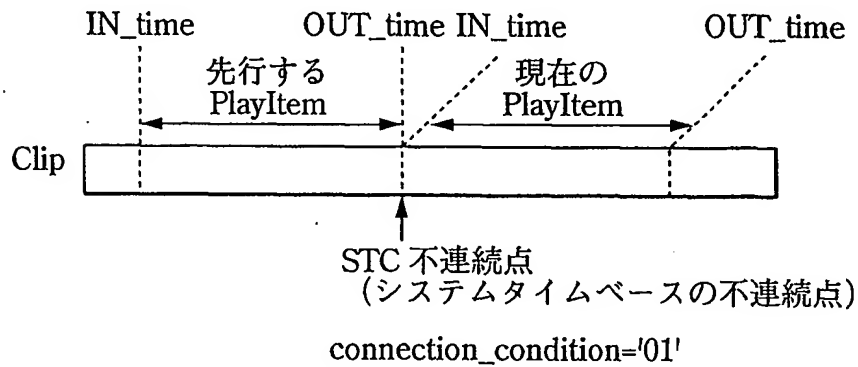 IN_time OUT_time IN_time OUT_time
先行する 現在の
PlayItem PlayItem
Clip
STC 不連続点
(システムタイムベースの不連続点)
connection_condition='01'